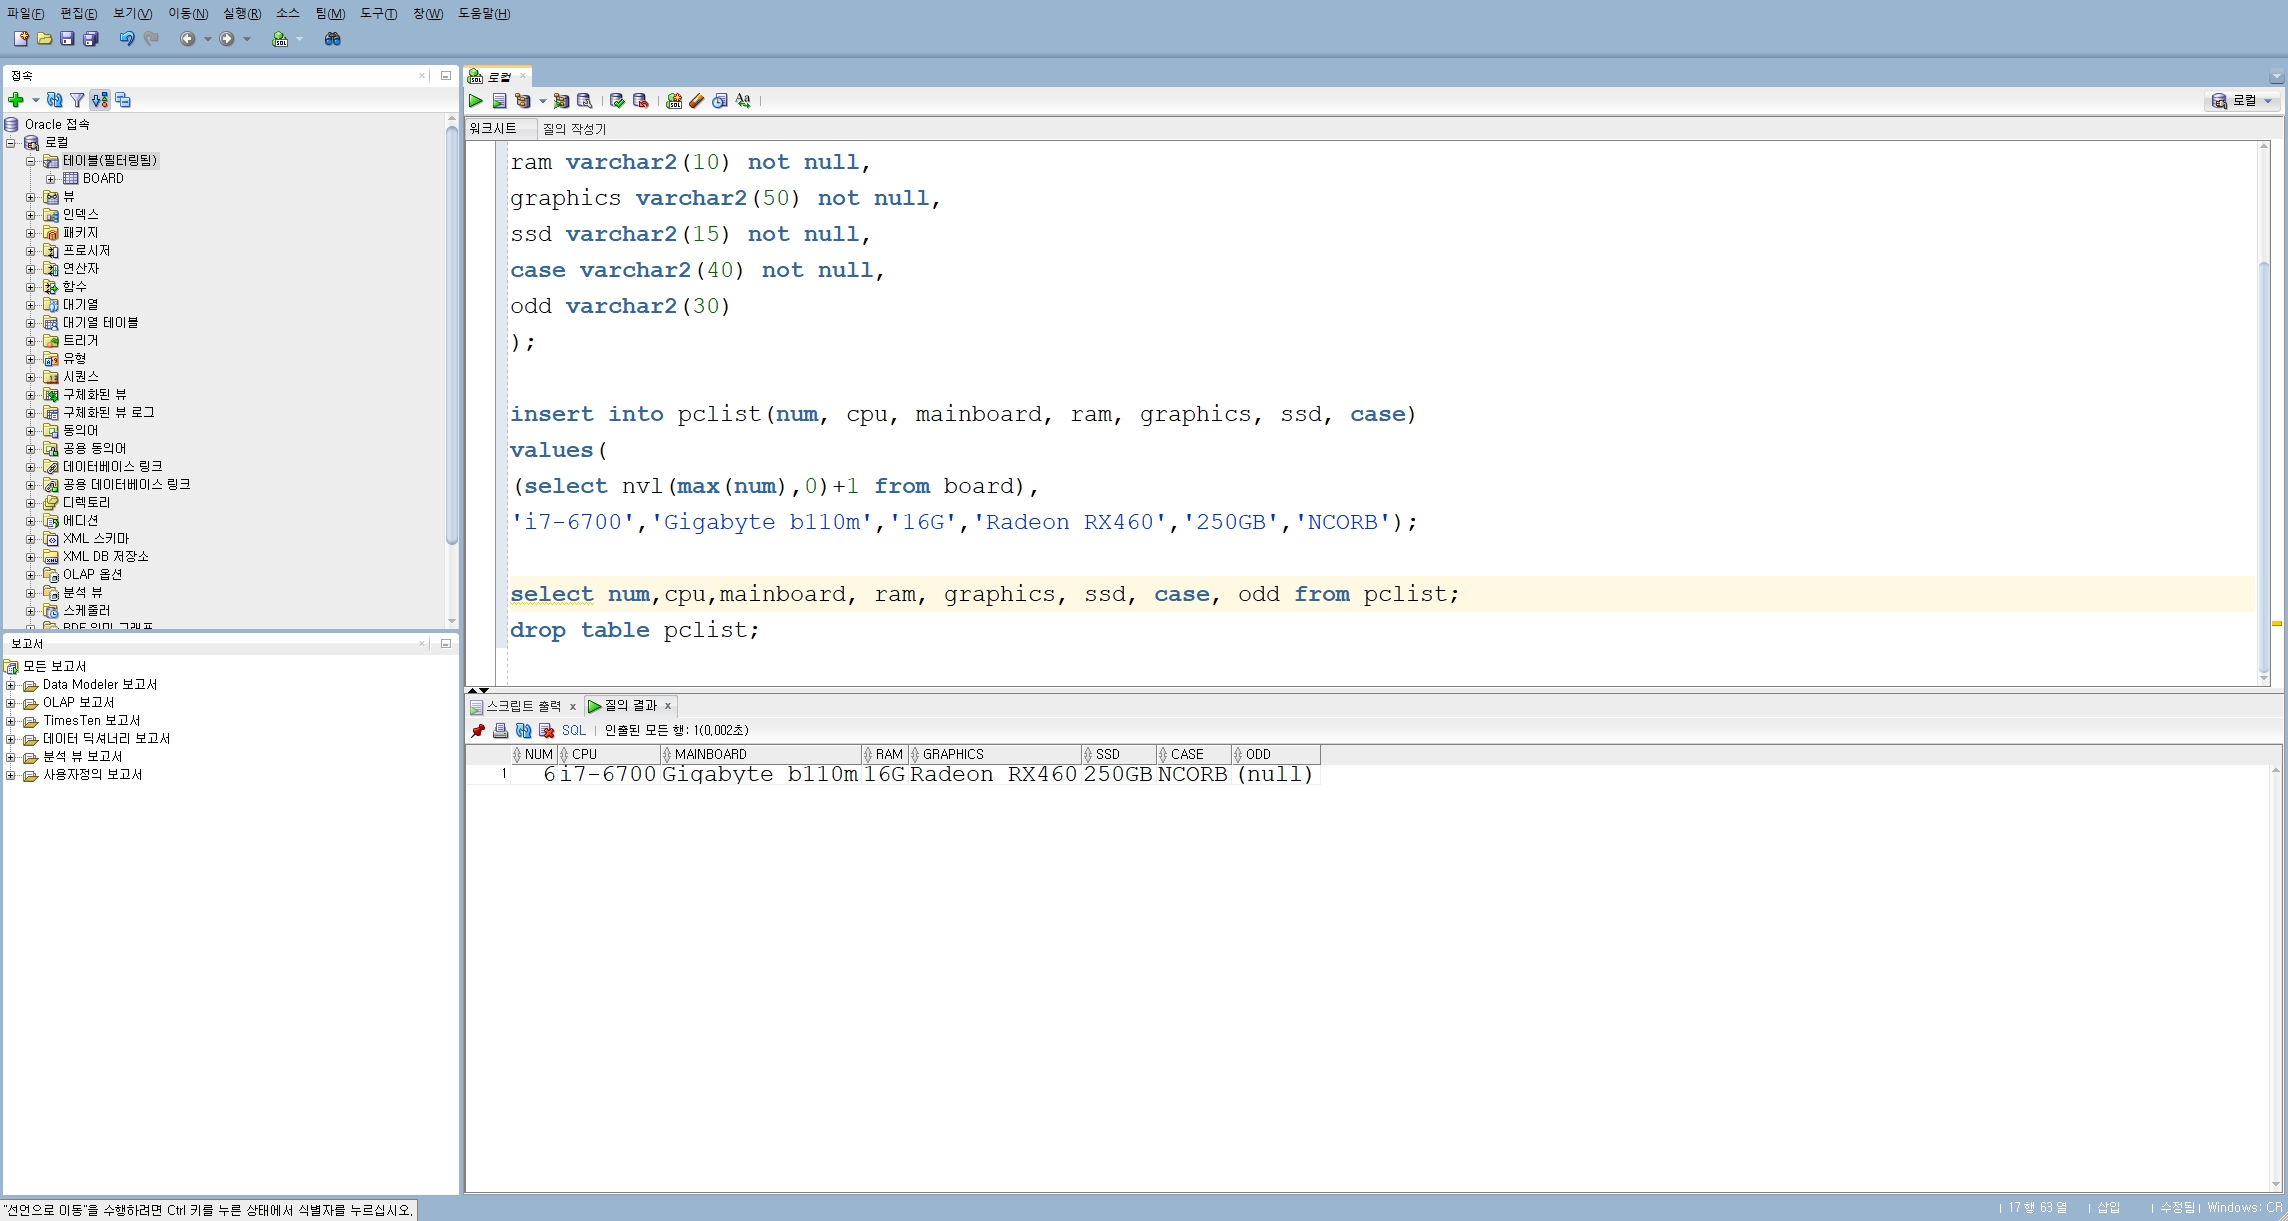 파일(F) 편집(E) 보기(V) 이동(N) 실행(R) 소스 팀(M) 도구(T) 창(W) 도움말(H)
접속
Oracle 접속
로컬
테이블(필터링됨)
BOARD
뷰
인덱스
패키지
프로시저
연산자
함수
대기열
대기열 테이블
트리거
유형
시퀀스
구체화된 뷰
구체화된 뷰 로그
동의어
공용 동의어
데이터베이스 링크
공용 데이터베이스 링크
디렉토리
에디션
XML 스키마
XML DB 저장소
OLAP 옵션
분석 뷰
스케줄러
보고서
모든 보고서
Data Modeler 보고서
OLAP 보고서
TimesTen 보고서
데이터 딕셔너리 보고서
분석 뷰 보고서
사용자정의 보고서
로컬
로컬
워크시트 질의 작성기
ram varchar2(10) not null,
graphics varchar2(50) not null,
ssd varchar2(15) not null,
case varchar2(40) not null,
odd varchar2(30)
);
insert into pclist(num, cpu, mainboard, ram, graphics, ssd, case)
values(
(select nvl(max(num),0)+1 from board),
'i7-6700','Gigabyte b110m','16G','Radeon RX460','250GB','NCORB');
select num,cpu,mainboard, ram, graphics, ssd, case, odd from pclist;
drop table pclist;
스크립트 출력 x 질의 결과 x
SQL | 인출된 모든 행: 1(0,002초)
NUM CPU MAINBOARD RAM GRAPHICS SSD CASE ODD
1 6 i7-6700 Gigabyte b110m 16G Radeon RX460 250GB NCORB (null)
"선언으로 이동"을 수행하려면 Ctrl 키를 누른 상태에서 식별자를 누르십시오.
| 17 행 63 열 | 삽입 | 수정됨 | Windows: CR